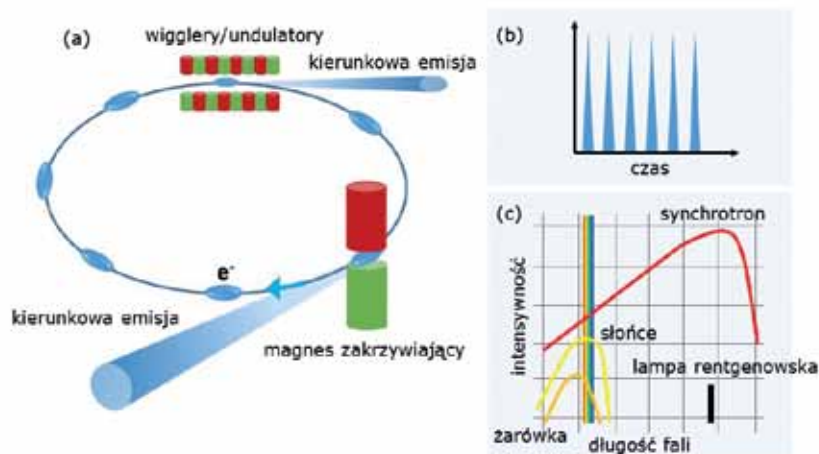 (a)
wigglery/undulatory
kierunkowa emisja
e-
kierunkowa emisja
magnes zakrzywiający
(b)
czas
(c)
synchrotron
intensywność
słońce
lampa rentgenowska
żarówka
długość fali